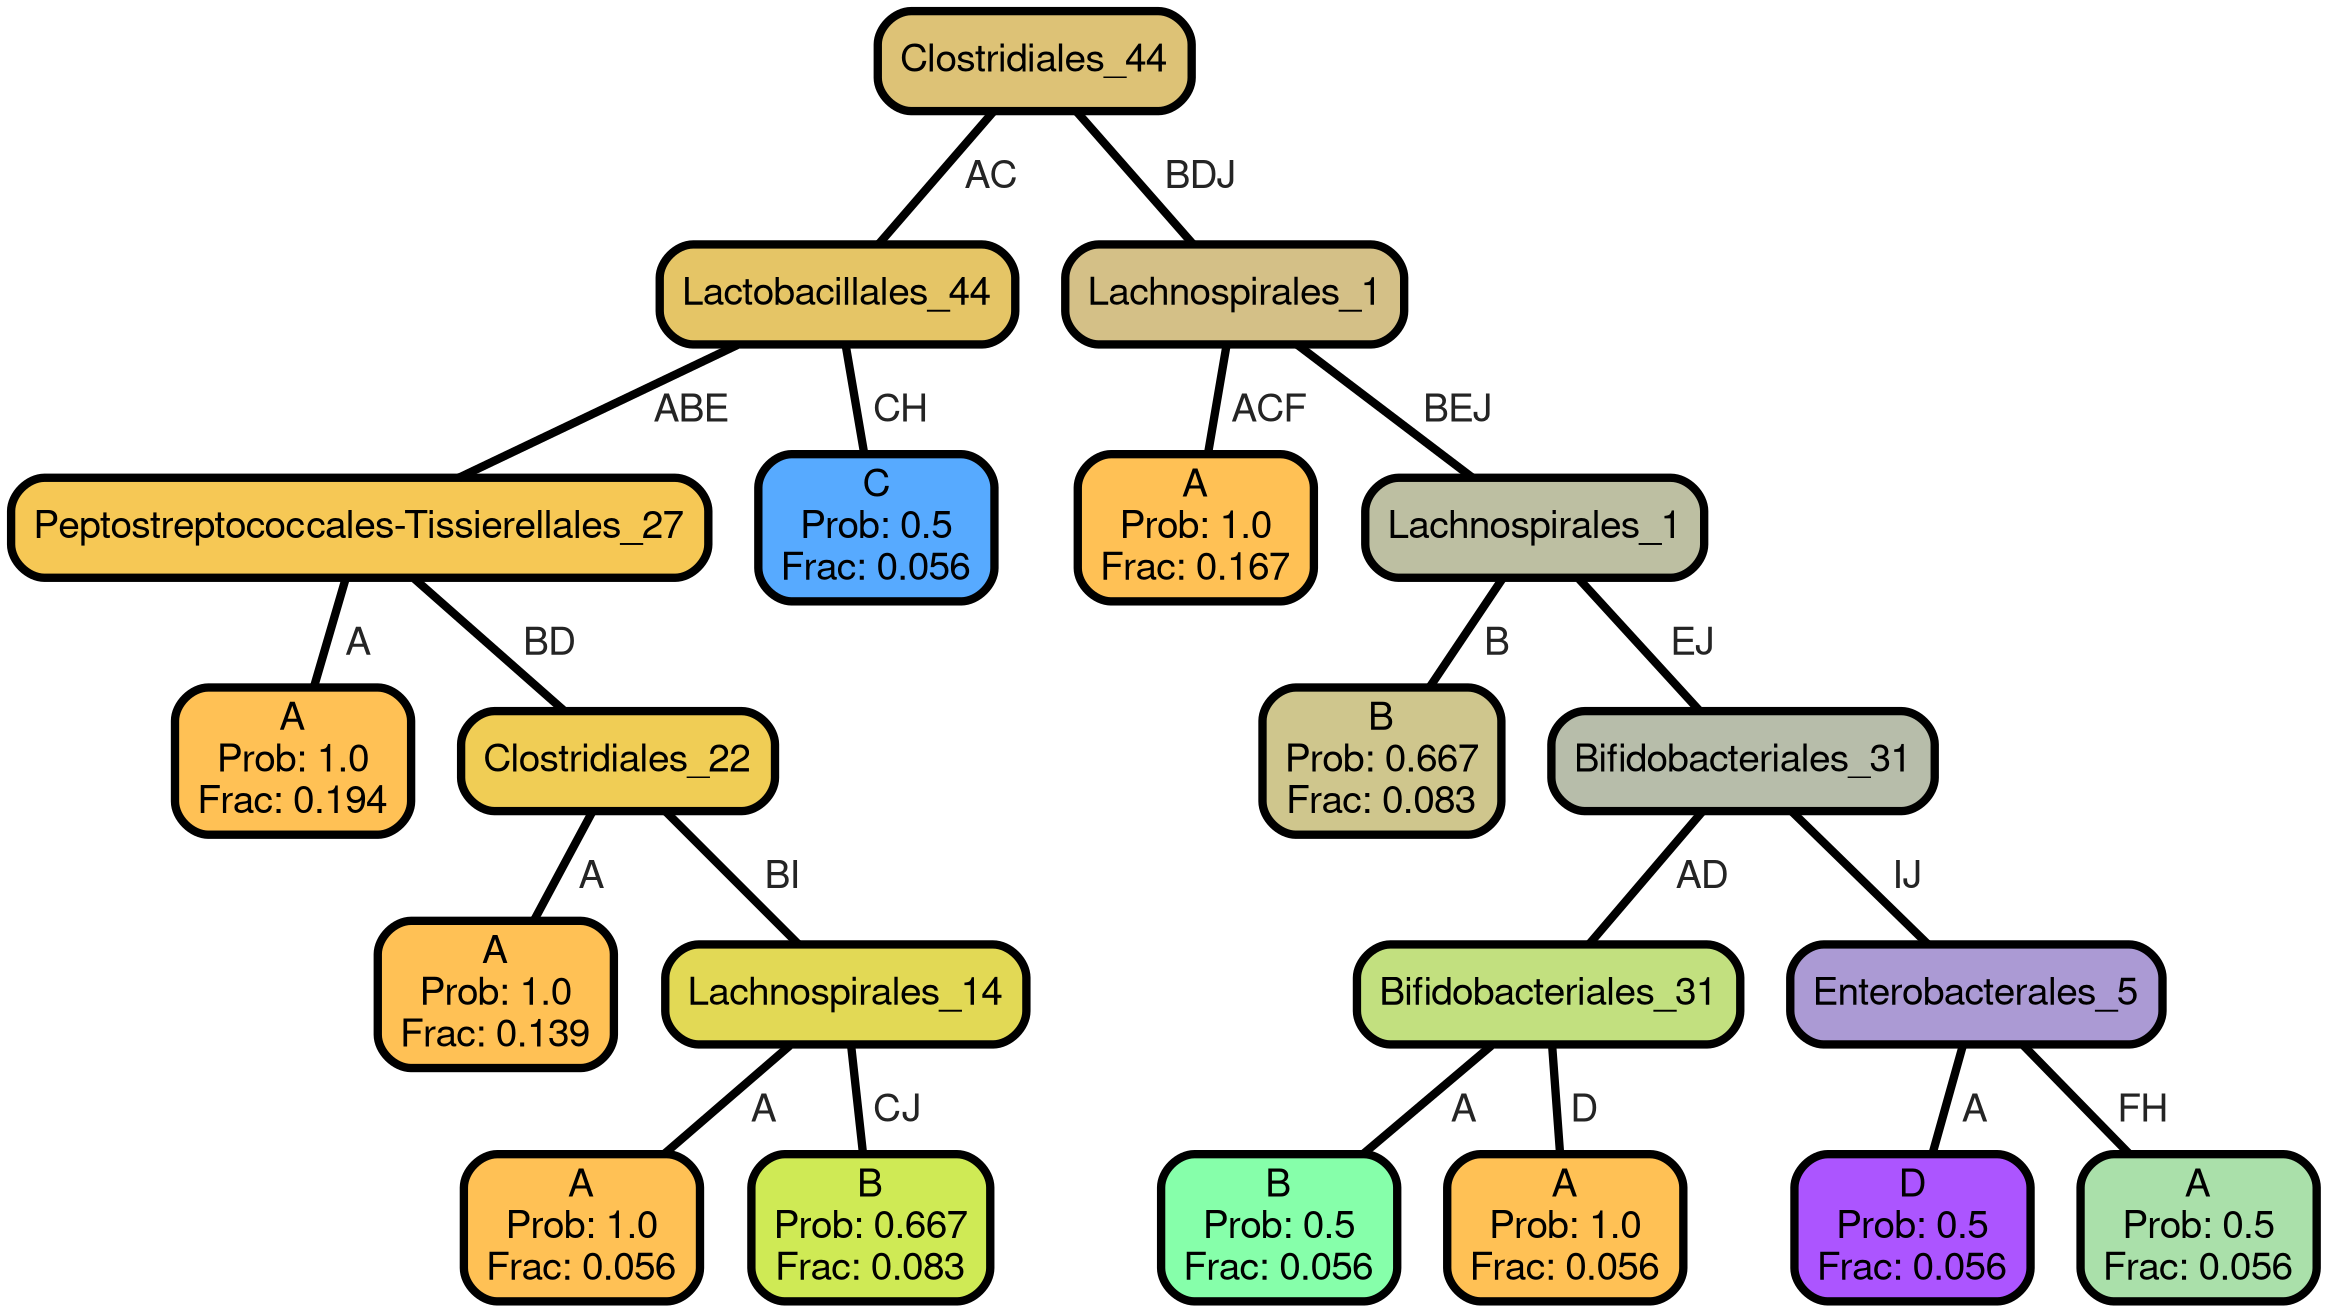 Clostridiales_44
AC
BDJ
Lactobacillales_44
Lachnospirales_1
ABE
CH
ACF
BEJ
Peptostreptococcales-Tissierellales_27
C
Prob: 0.5
Frac: 0.056
A
Prob: 1.0
Frac: 0.167
Lachnospirales_1
A
BD
B
EJ
A
Prob: 1.0
Frac: 0.194
Clostridiales_22
B
Prob: 0.667
Frac: 0.083
Bifidobacteriales_31
A
BI
AD
IJ
A
Prob: 1.0
Frac: 0.139
Lachnospirales_14
Bifidobacteriales_31
Enterobacterales_5
A
CJ
A
D
A
FH
A
Prob: 1.0
Frac: 0.056
B
Prob: 0.667
Frac: 0.083
B
Prob: 0.5
Frac: 0.056
A
Prob: 1.0
Frac: 0.056
D
Prob: 0.5
Frac: 0.056
A
Prob: 0.5
Frac: 0.056